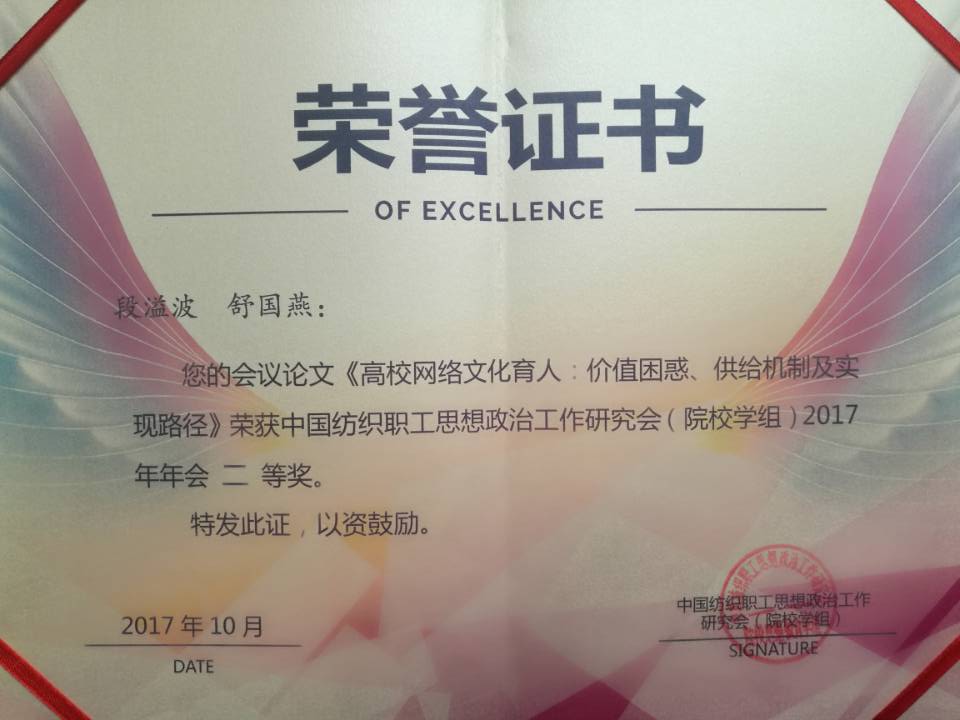 荣誉证书
OF EXCELLENCE
段溢波 舒国燕：
您的会议论文《高校网络文化育人：价值困惑、供给机制及实
现路径》荣获中国纺织职工思想政治工作研究会（院校学组）2017
年年会 二 等奖。
特发此证，以资鼓励。
2017 年 10 月
DATE
中国纺织职工思想政治工作
研究会（院校学组）
SIGNATURE